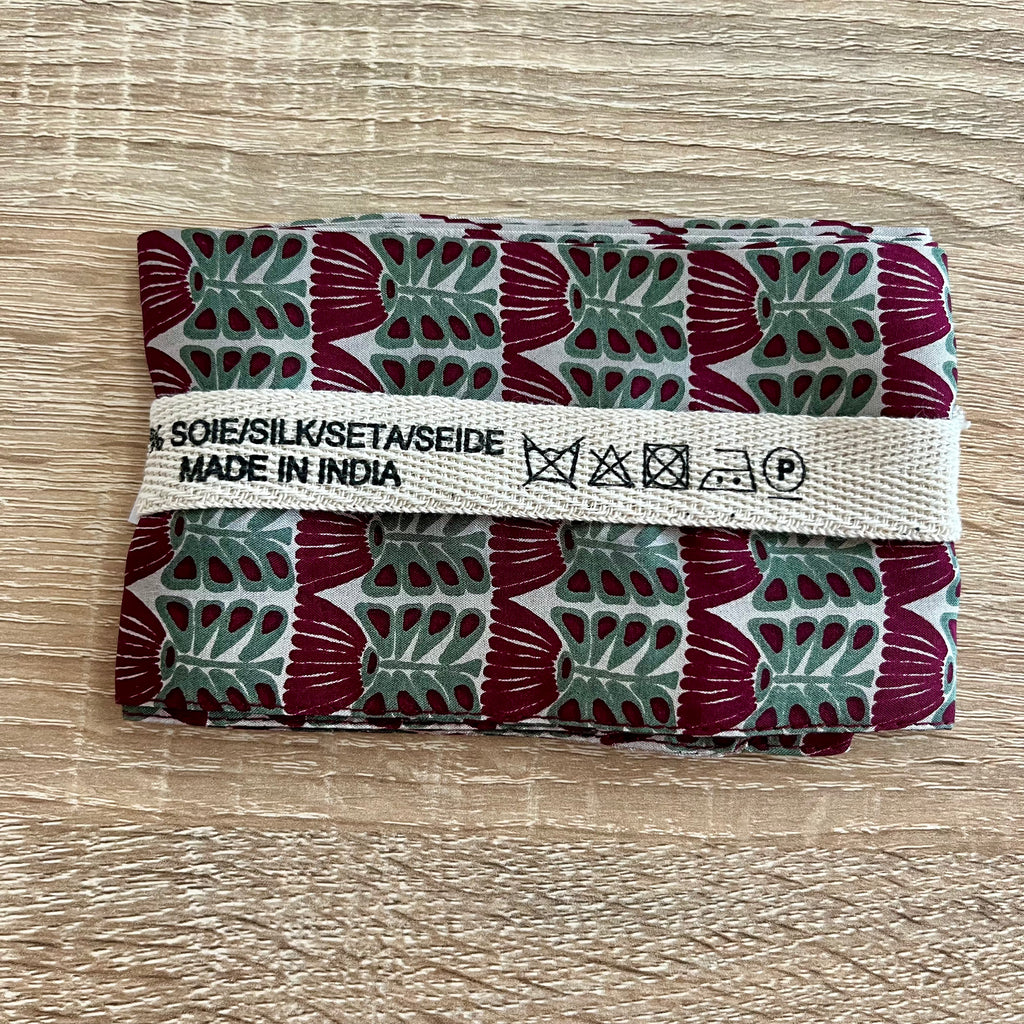 % SOIE/SILK/SETA/SEIDE
MADE IN INDIA
P